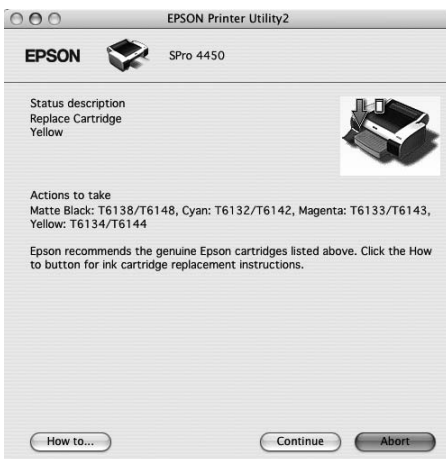 EPSON Printer Utility2
EPSON
SPro 4450
Status description
Replace Cartridge
Yellow
Actions to take
Matte Black: T6138/T6148, Cyan: T6132/T6142, Magenta: T6133/T6143,
Yellow: T6134/T6144
Epson recommends the genuine Epson cartridges listed above. Click the How
to button for ink cartridge replacement instructions.
How to...
Continue
Abort